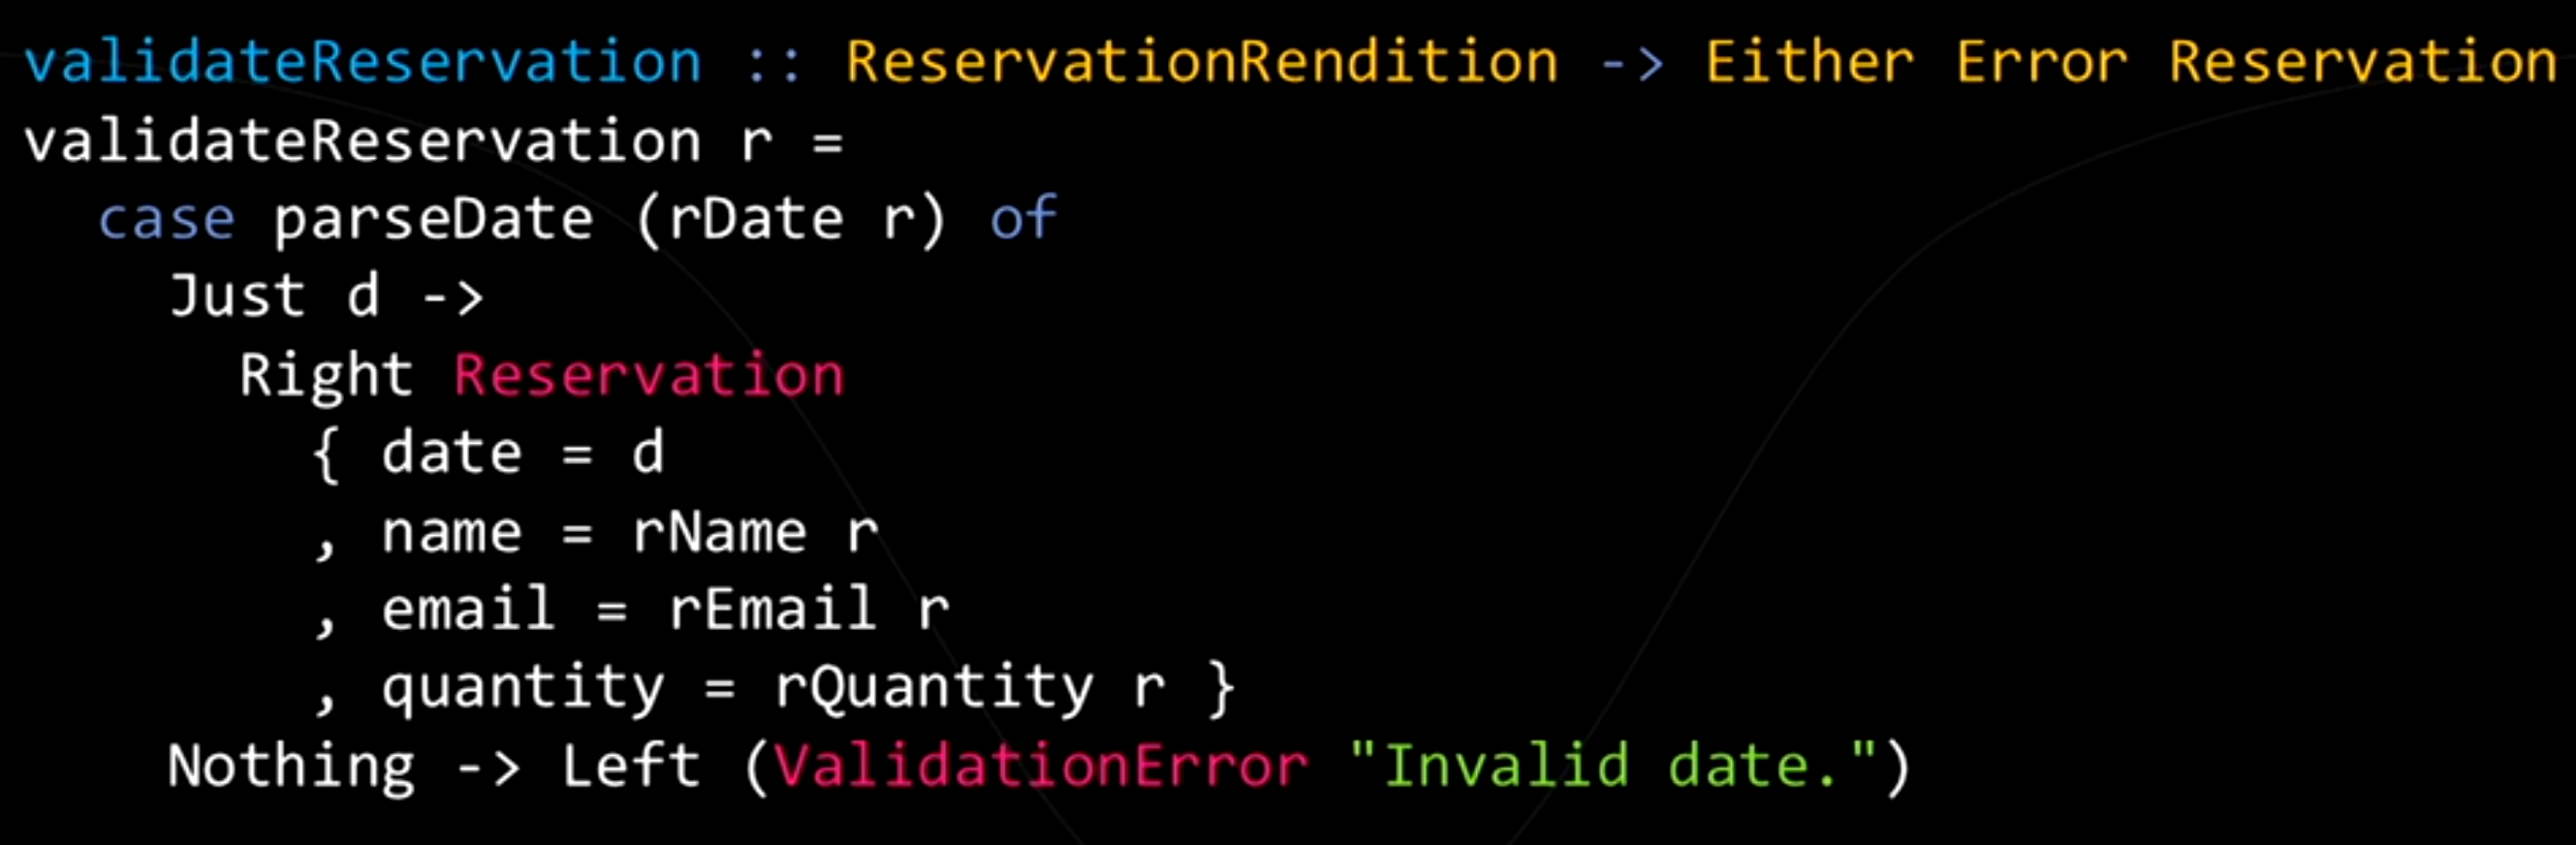 validateReservation :: ReservationRendition -> Either Error Reservation
validateReservation r =
  case parseDate (rDate r) of
    Just d ->
      Right Reservation
        { date = d
        , name = rName r
        , email = rEmail r
        , quantity = rQuantity r }
    Nothing -> Left (ValidationError "Invalid date.")